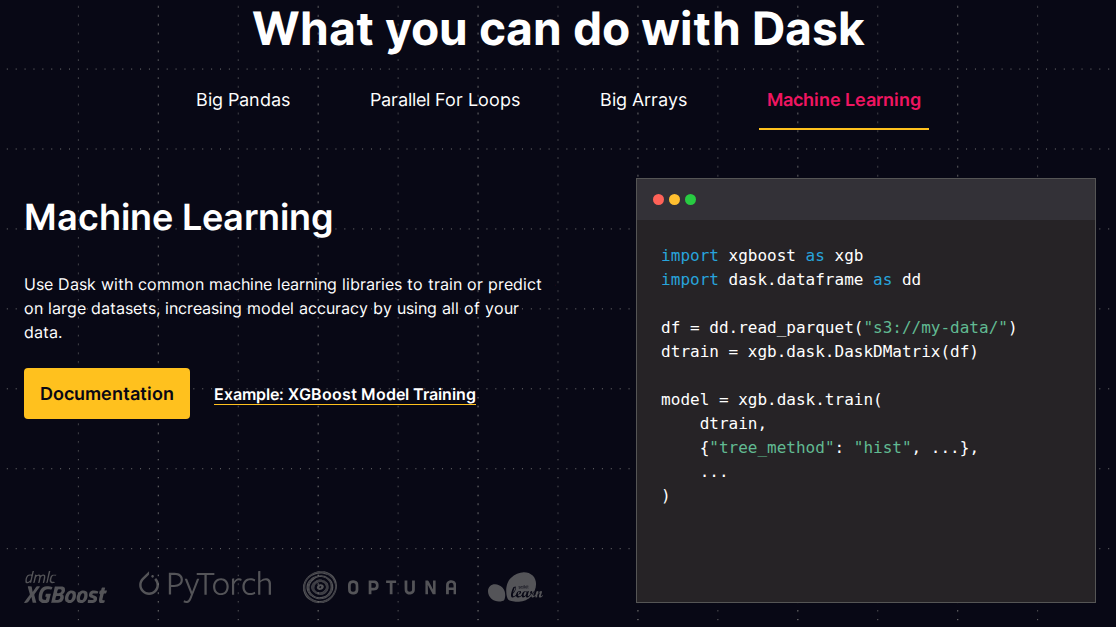 What you can do with Dask
Big Pandas
Parallel For Loops
Big Arrays
Machine Learning
Machine Learning
Use Dask with common machine learning libraries to train or predict
on large datasets, increasing model accuracy by using all of your
data.
Documentation
Example: XGBoost Model Training
import xgboost as xgb
import dask.dataframe as dd
df = dd.read_parquet("s3://my-data/")
dtrain = xgb.dask.DaskDMatrix(df)
model = xgb.dask.train(
    dtrain,
    {"tree_method": "hist", ...},
    ...
)
dmlc
XGBoost
PyTorch
OPTUNA
learn